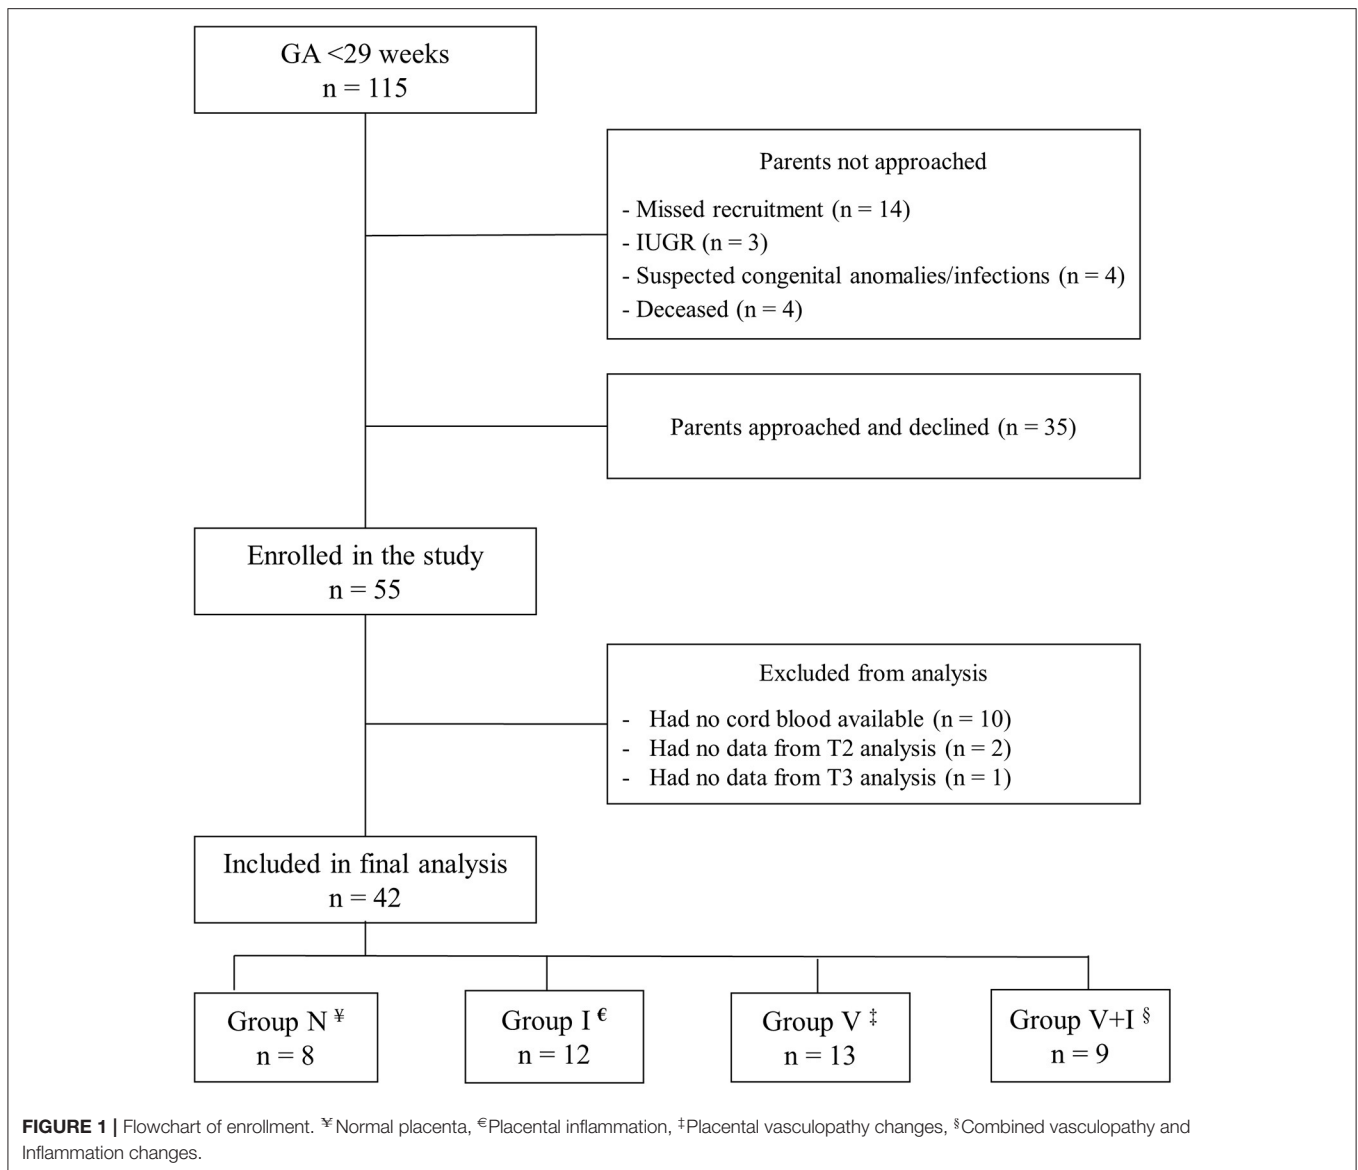 GA <29 weeks
n = 115
Parents not approached
- Missed recruitment (n = 14)
- IUGR (n = 3)
- Suspected congenital anomalies/infections (n = 4)
- Deceased (n = 4)
Parents approached and declined (n = 35)
Enrolled in the study
n = 55
Excluded from analysis
- Had no cord blood available (n = 10)
- Had no data from T2 analysis (n = 2)
- Had no data from T3 analysis (n = 1)
Included in final analysis
n = 42
Group N ¥
n = 8
Group I €
n = 12
Group V ‡
n = 13
Group V+I §
n = 9
FIGURE 1 | Flowchart of enrollment. ¥Normal placenta, €Placental inflammation, ‡Placental vasculopathy changes, §Combined vasculopathy and
Inflammation changes.